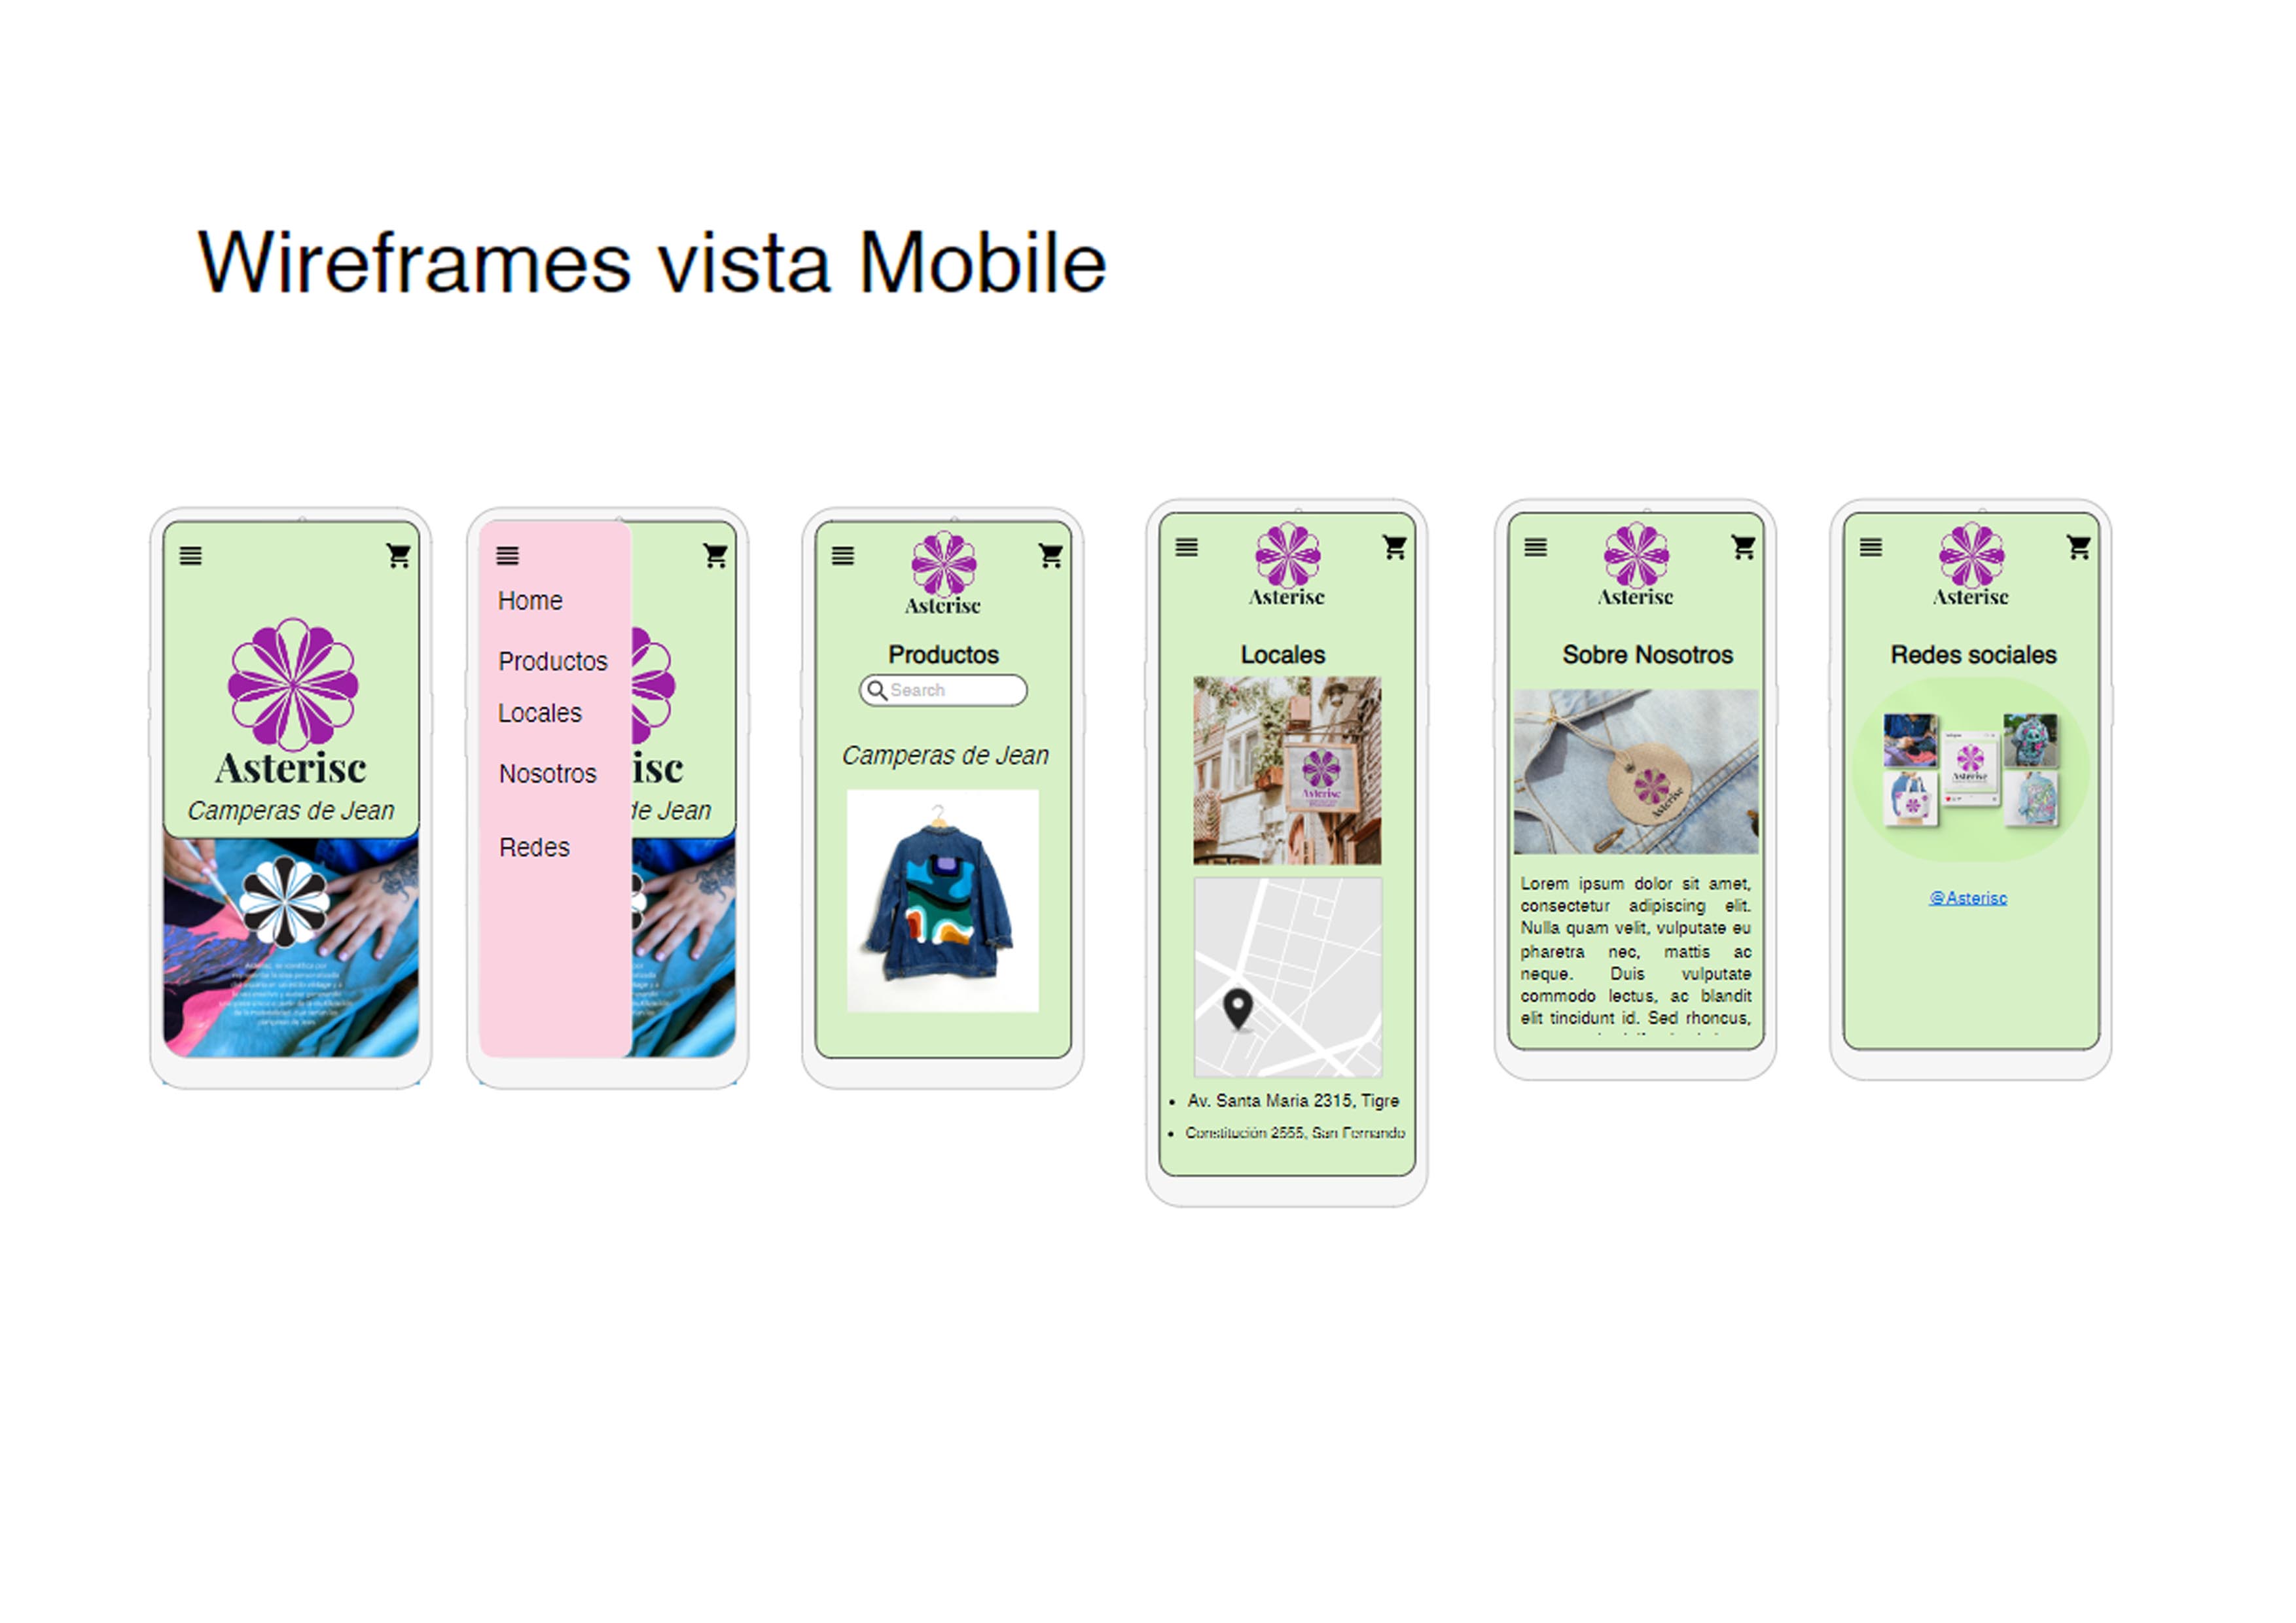 Wireframes vista Mobile
Asterisc
Camperas de Jean
Home
Productos
Locales
Nosotros
Redes
isc
de Jean
Asterisc
Productos
Search
Camperas de Jean
Asterisc
Locales
Asterisc
Av. Santa Maria 2315, Tigre
Constitución 2555, San Fernando
Asterisc
Sobre Nosotros
Asterisc
Lorem ipsum dolor sit amet,
consectetur adipiscing elit.
Nulla quam velit, vulputate eu
pharetra nec, mattis ac
neque. Duis vulputate
commodo lectus, ac blandit
elit tincidunt id. Sed rhoncus,
Asterisc
Redes sociales
Asterisc
@Asterisc